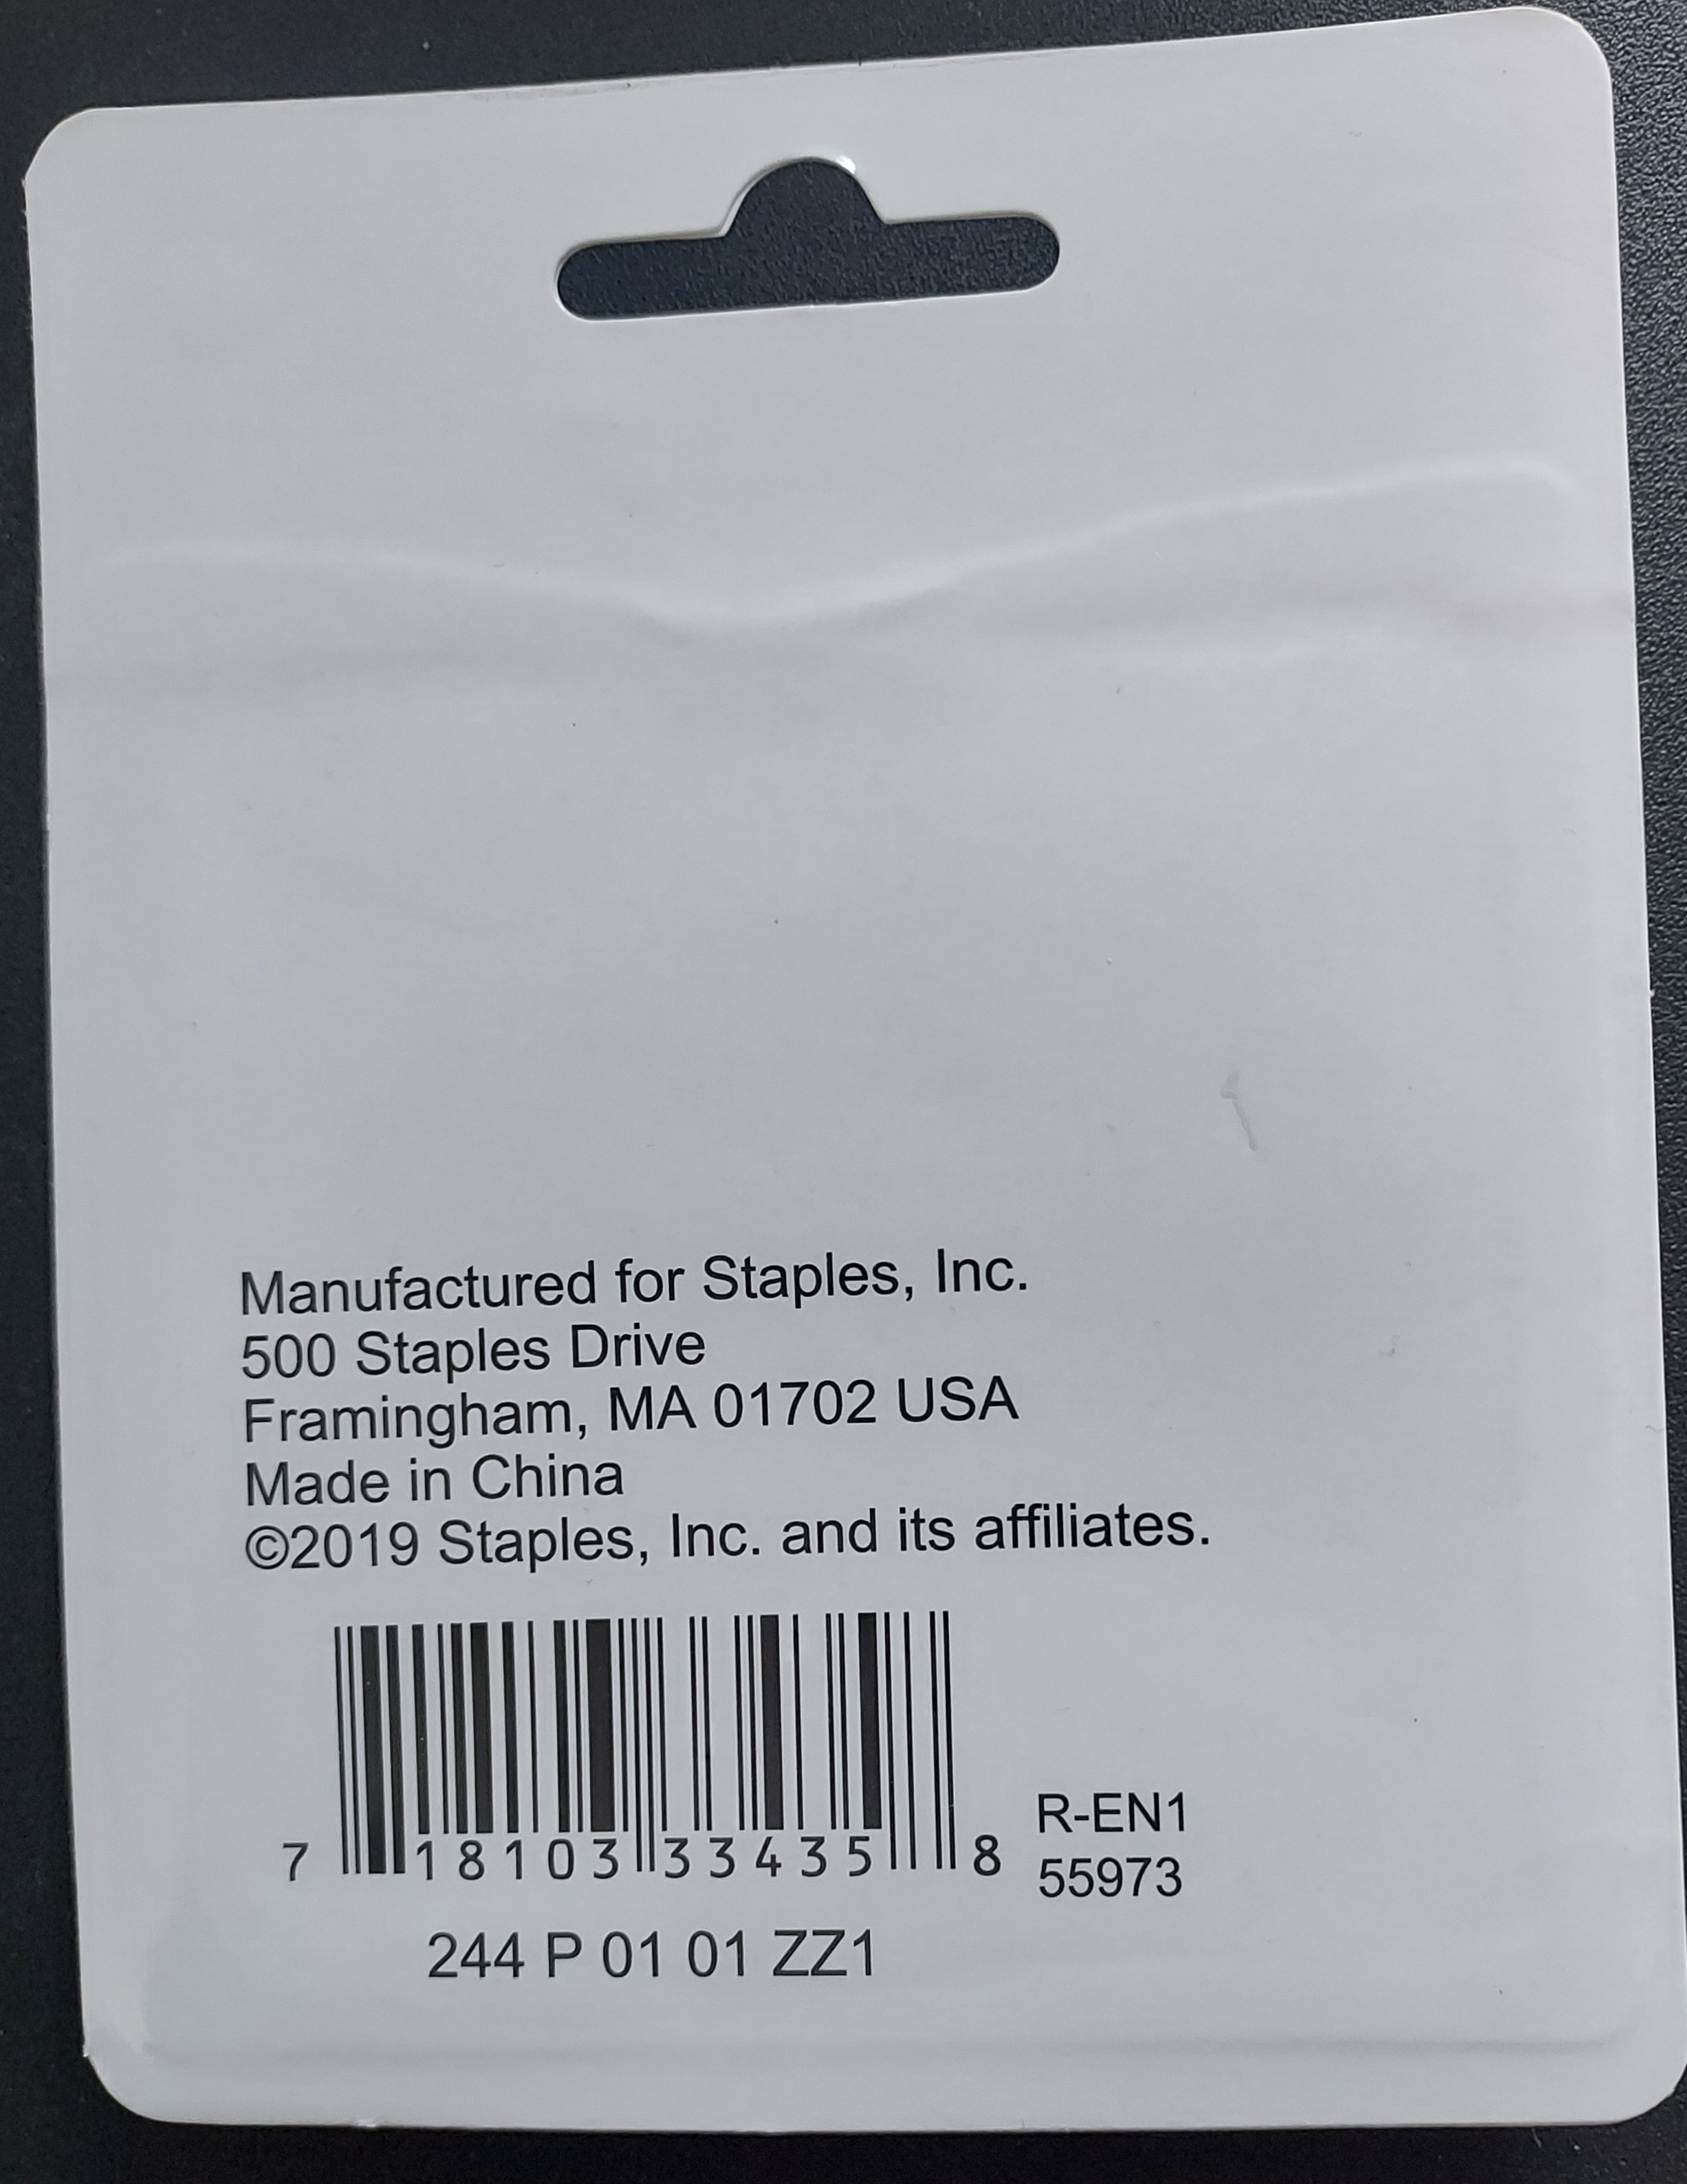 Manufactured for Staples, Inc.
500 Staples Drive
Framingham, MA 01702 USA
Made in China
©2019 Staples, Inc. and its affiliates.
7 18103 33435 8
R-EN1
55973
244 P 01 01 ZZ1